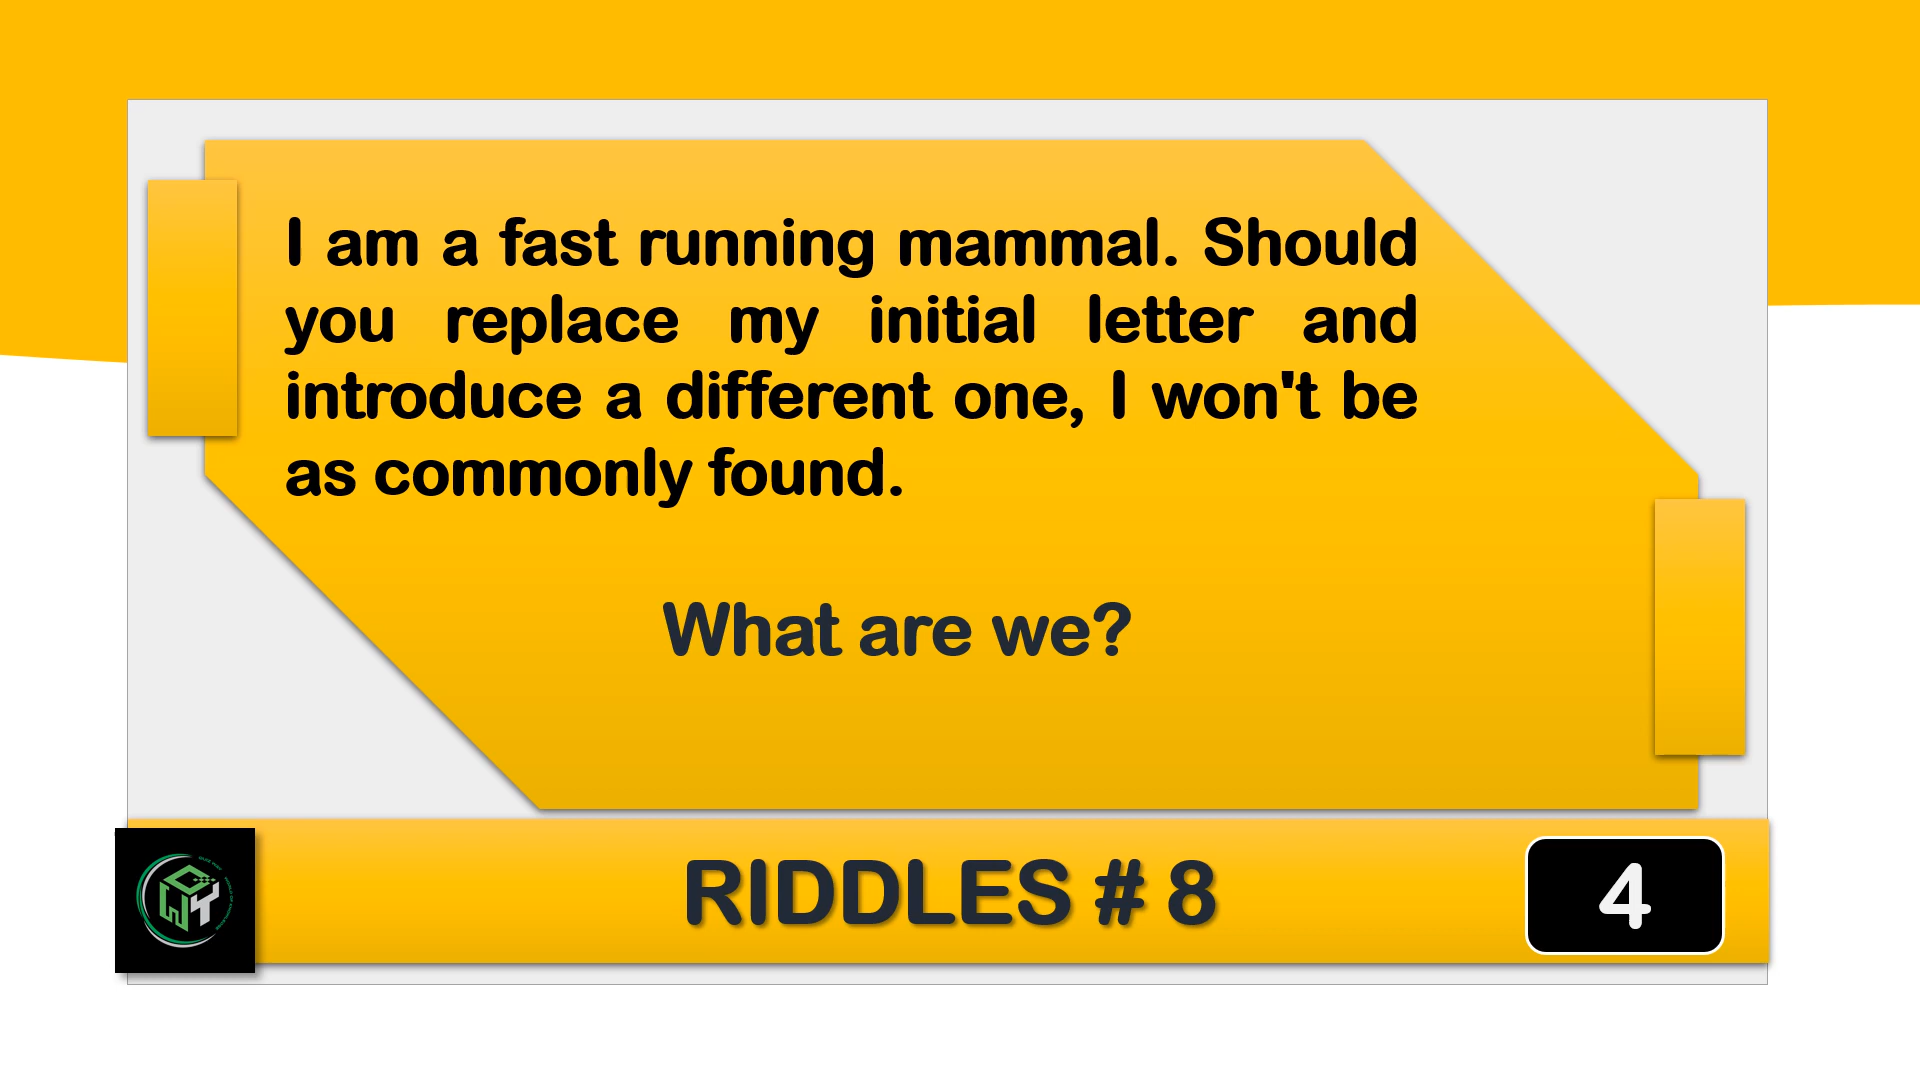 I am a fast running mammal. Should
you replace my initial letter and
introduce a different one, I won't be
as commonly found.
What are we?
RIDDLES # 8
4